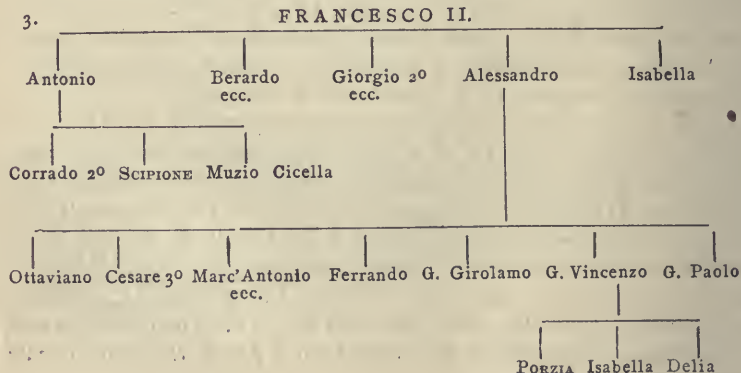 3. FRANCESCO II.
Antonio Berardo Giorgio 2º Alessandro Isabella
ecc. ecc.
Corrado 2º SCIPIONE Muzio Cicella
Ottaviano Cesare 3º Marc'Antonio Ferrando G. Girolamo G. Vincenzo G. Paolo
ecc.
PORZIA Isabella Delia